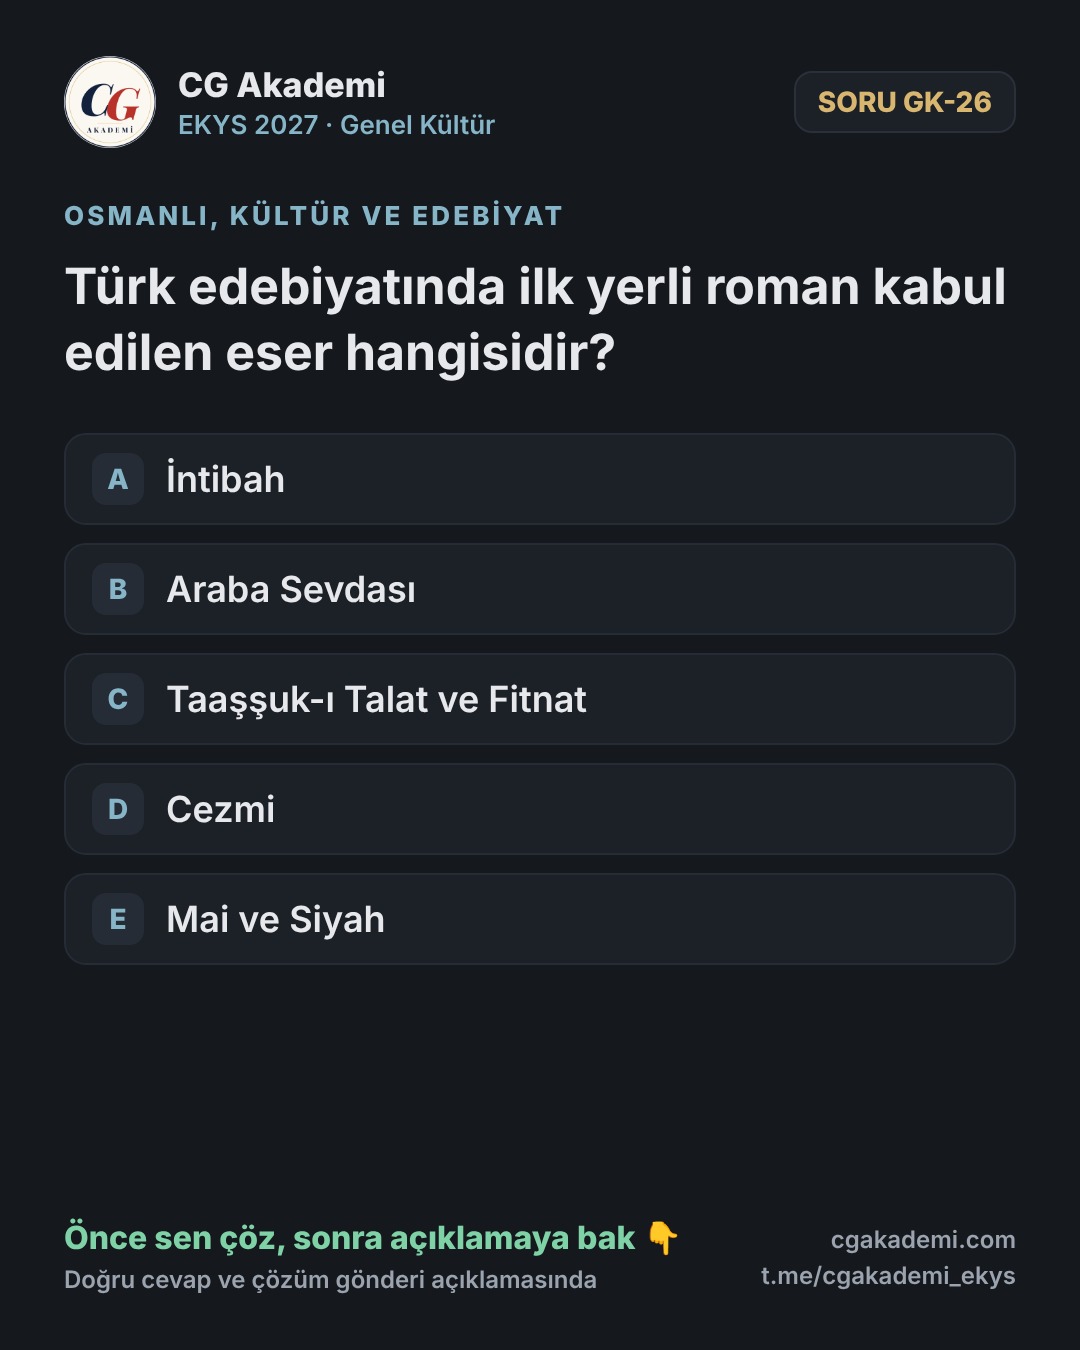 CG
AKADEMİ
CG Akademi
EKYS 2027 · Genel Kültür
SORU GK-26
OSMANLI, KÜLTÜR VE EDEBİYAT
Türk edebiyatında ilk yerli roman kabul
edilen eser hangisidir?
A İntibah
B Araba Sevdası
C Taaşşuk-ı Talat ve Fitnat
D Cezmi
E Mai ve Siyah
Önce sen çöz, sonra açıklamaya bak 👇
Doğru cevap ve çözüm gönderi açıklamasında
cgakademi.com
t.me/cgakademi_ekys